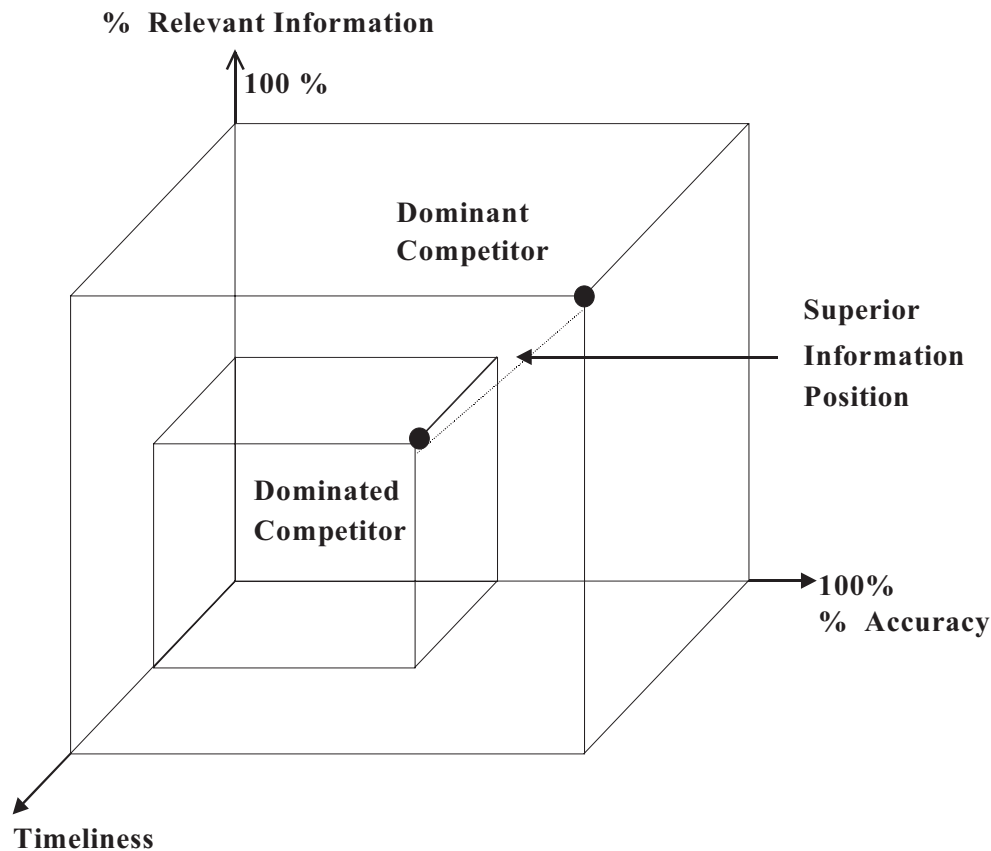 % Relevant Information
100 %
Dominant
Competitor
Superior
Information
Position
Dominated
Competitor
100%
% Accuracy
Timeliness